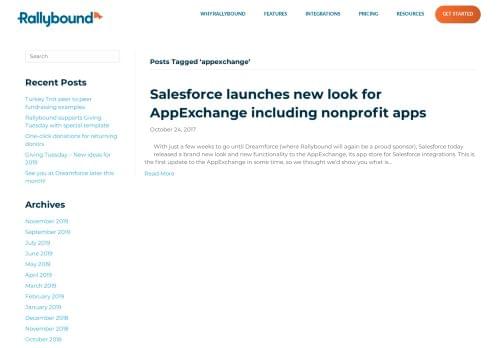 Rallybound
WHY RALLYBOUND
FEATURES
INTEGRATIONS
PRICING
RESOURCES
GET STARTED
Search
Recent Posts
Turkey Trot peer to peer
fundraising examples
Rallybound supports Giving
Tuesday with special template
One-click donations for returning
donors
Giving Tuesday – New ideas for
2019
See you at Dreamforce later this
month!
Archives
November 2019
September 2019
July 2019
June 2019
May 2019
April 2019
March 2019
February 2019
January 2019
December 2018
November 2018
October 2018
Posts Tagged ‘appexchange’
Salesforce launches new look for
AppExchange including nonprofit apps
October 24, 2017
With just a few weeks to go until Dreamforce (where Rallybound will again be a proud sponsor), Salesforce today
released a brand new look and new functionality to the AppExchange, its app store for Salesforce integrations. This is
the first update to the AppExchange in some time, so we thought we'd show you what is...
Read More